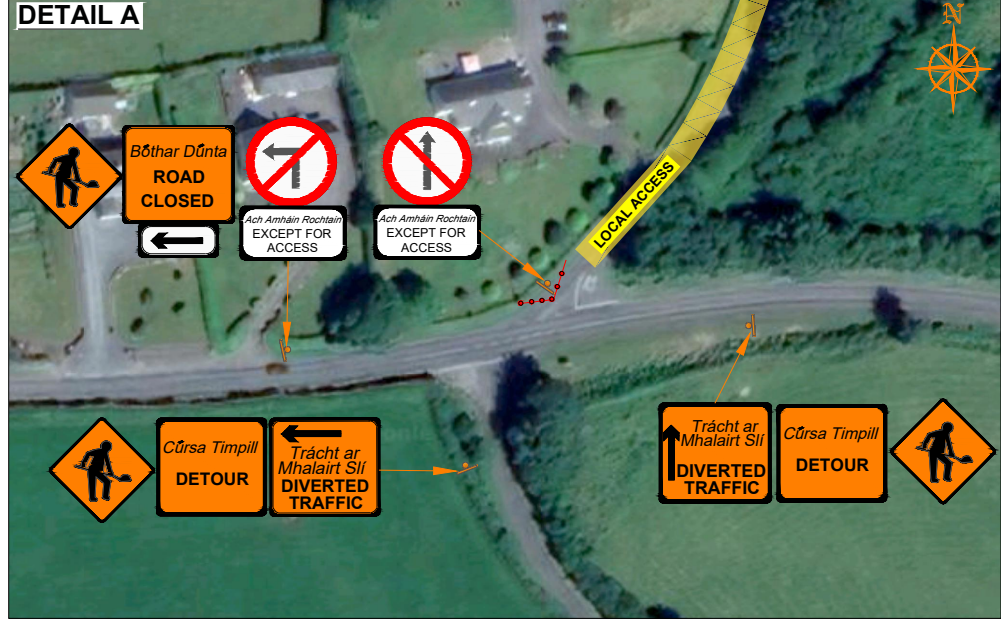 DETAIL A
N
Bóthar Dúnta
ROAD
CLOSED
Ach Amháin Rochtain
EXCEPT FOR
ACCESS
Ach Amháin Rochtain
EXCEPT FOR
ACCESS
LOCAL ACCESS
Cúrsa Timpill
DETOUR
Trácht ar
Mhalairt Slí
DIVERTED
TRAFFIC
Trácht ar
Mhalairt Slí
DIVERTED
TRAFFIC
Cúrsa Timpill
DETOUR